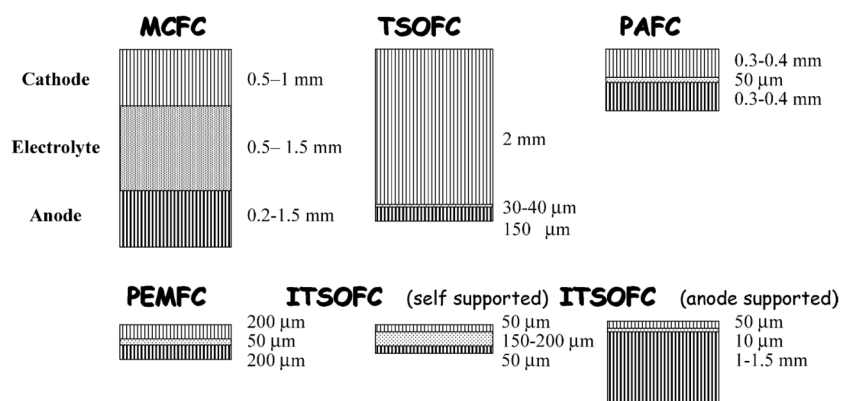 MCFC TSOFC PAFC
Cathode 0.5–1 mm
Electrolyte 0.5– 1.5 mm
Anode 0.2-1.5 mm
2 mm
30-40 μm
150 μm
0.3-0.4 mm
50 μm
0.3-0.4 mm
PEMFC ITSOFC (self supported) ITSOFC (anode supported)
200 μm
50 μm
200 μm
50 μm
150-200 μm
50 μm
50 μm
10 μm
1-1.5 mm